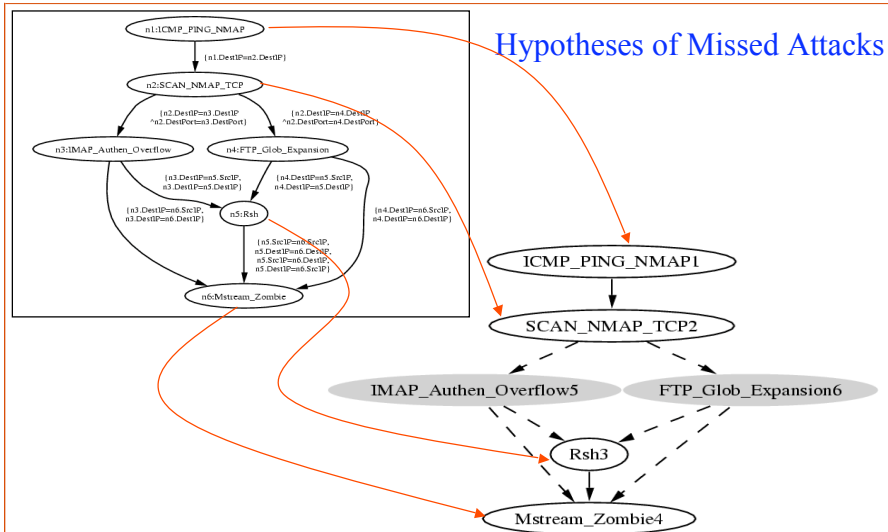 Hypotheses of Missed Attacks
n1:ICMP_PING_NMAP
{n1.DestIP=n2.DestIP}
n2:SCAN_NMAP_TCP
{n2.DestIP=n3.DestIP
^n2.DestPort=n3.DestPort}
{n2.DestIP=n4.DestIP
^n2.DestPort=n4.DestPort}
n3:IMAP_Authen_Overflow
n4:FTP_Glob_Expansion
{n3.DestIP=n5.SrcIP,
n3.DestIP=n5.DestIP}
{n4.DestIP=n5.SrcIP,
n4.DestIP=n5.DestIP}
n5:Rsh
{n3.DestIP=n6.SrcIP,
n3.DestIP=n6.DestIP}
{n4.DestIP=n6.SrcIP,
n4.DestIP=n6.DestIP}
{n5.SrcIP=n6.SrcIP,
n5.DestIP=n6.DestIP,
n5.SrcIP=n6.DestIP,
n5.DestIP=n6.SrcIP}
n6:Mstream_Zombie
ICMP_PING_NMAP1
SCAN_NMAP_TCP2
IMAP_Authen_Overflow5
FTP_Glob_Expansion6
Rsh3
Mstream_Zombie4